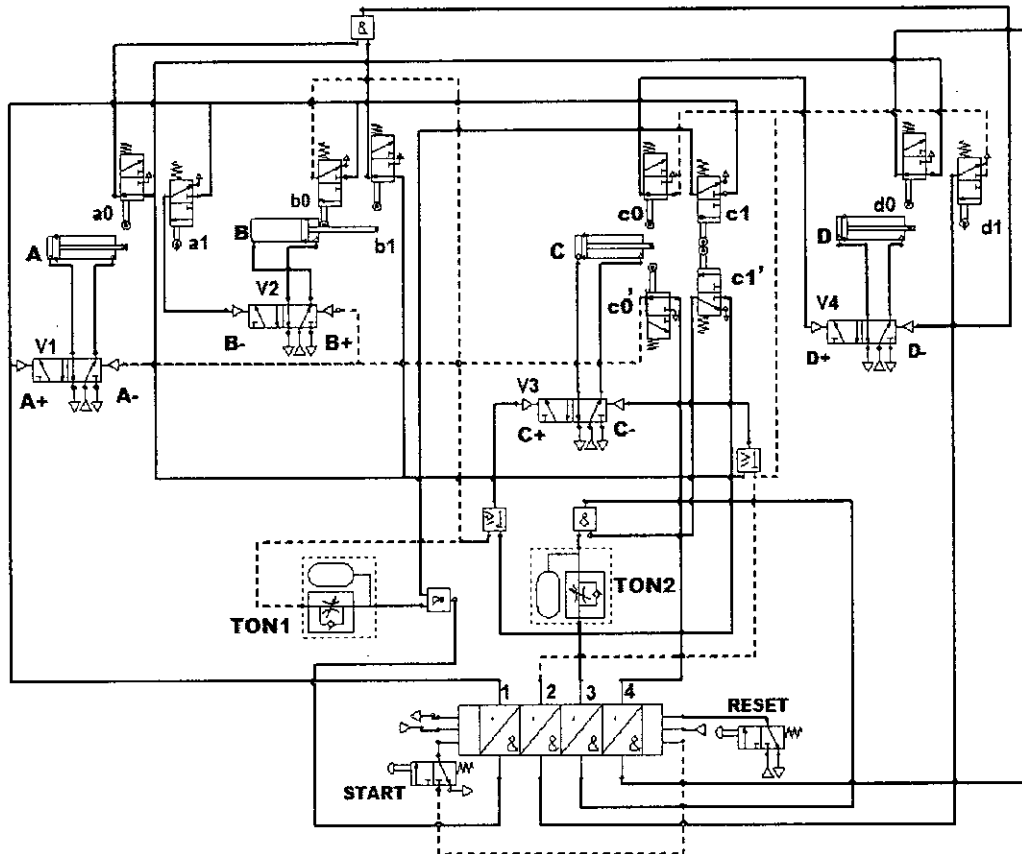 &
a0
a1
b0
b1
c0
c1
d0
d1
A
B
C
D
c0'
c1'
V2
V4
B-
B+
D+
D-
V1
A+
A-
V3
C+
C-
≥1
&
TON1
TON2
1
2
3
4
RESET
& & & &
START